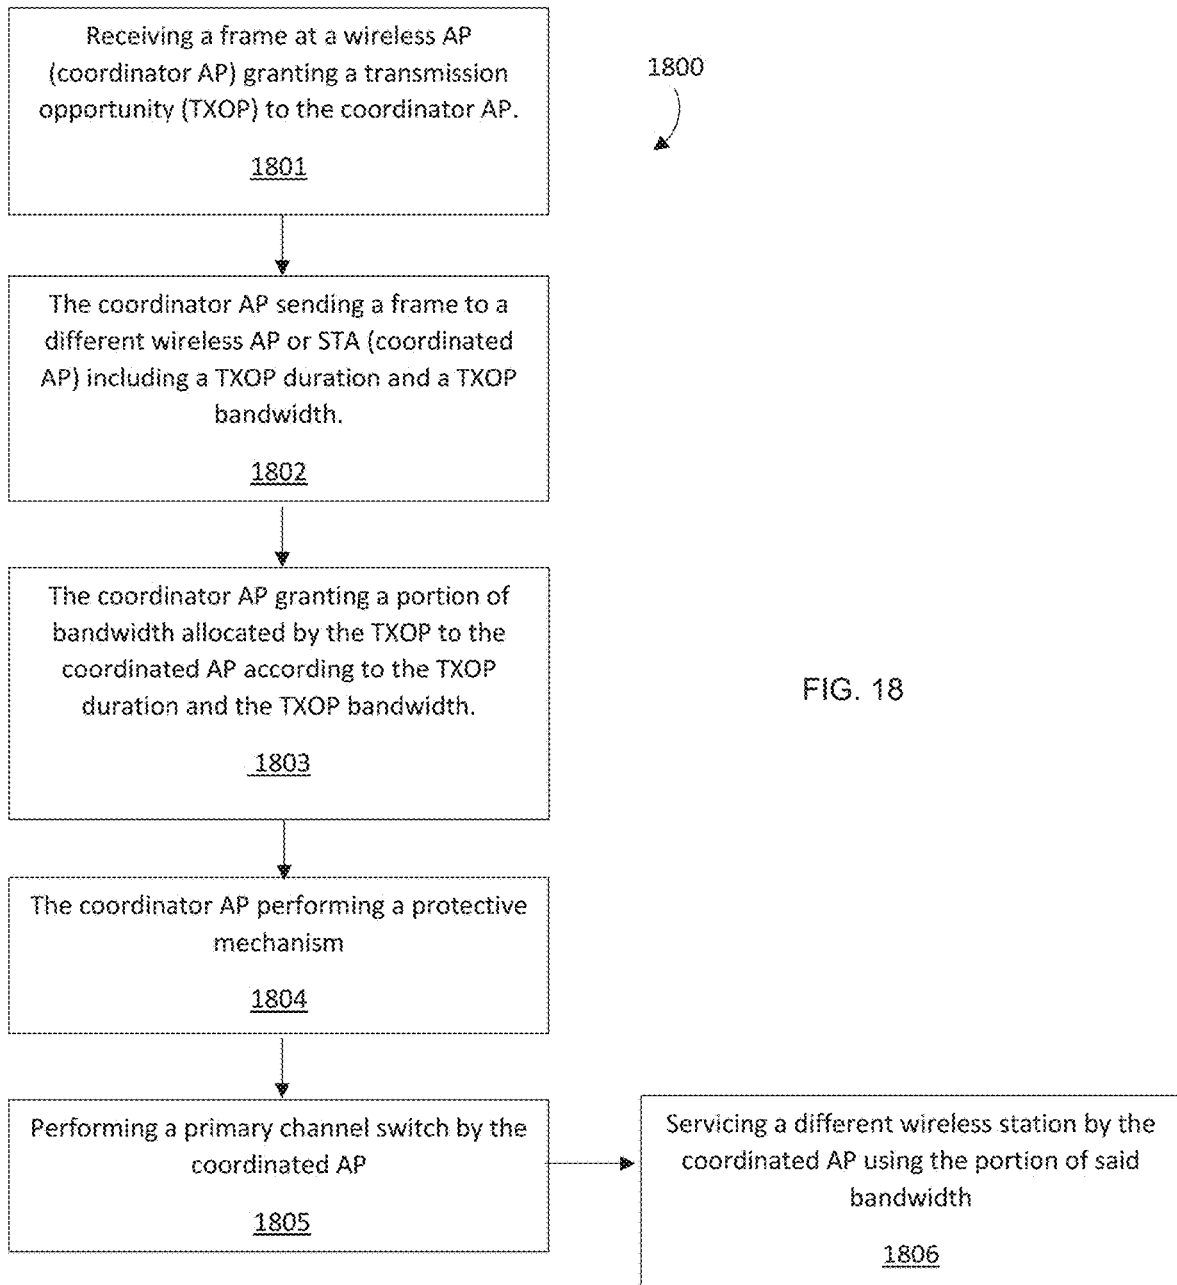 Receiving a frame at a wireless AP
(coordinator AP) granting a transmission
opportunity (TXOP) to the coordinator AP.
1801
1800
The coordinator AP sending a frame to a
different wireless AP or STA (coordinated
AP) including a TXOP duration and a TXOP
bandwidth.
1802
The coordinator AP granting a portion of
bandwidth allocated by the TXOP to the
coordinated AP according to the TXOP
duration and the TXOP bandwidth.
1803
FIG. 18
The coordinator AP performing a protective
mechanism
1804
Performing a primary channel switch by the
coordinated AP
1805
Servicing a different wireless station by the
coordinated AP using the portion of said
bandwidth
1806